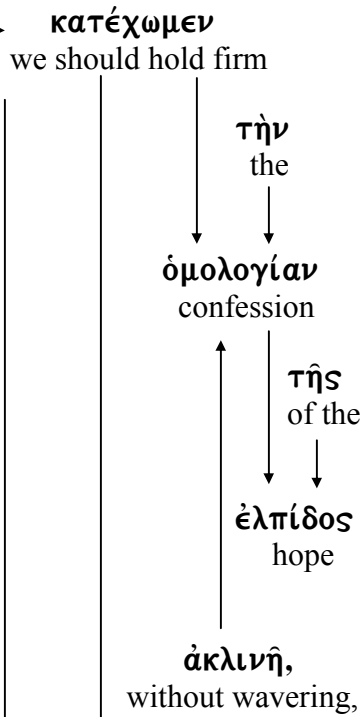 κατέχωμεν
we should hold firm
τὴν
the
ὁμολογίαν
confession
τῆς
of the
ἐλπίδος
hope
ἀκλινῆ,
without wavering,